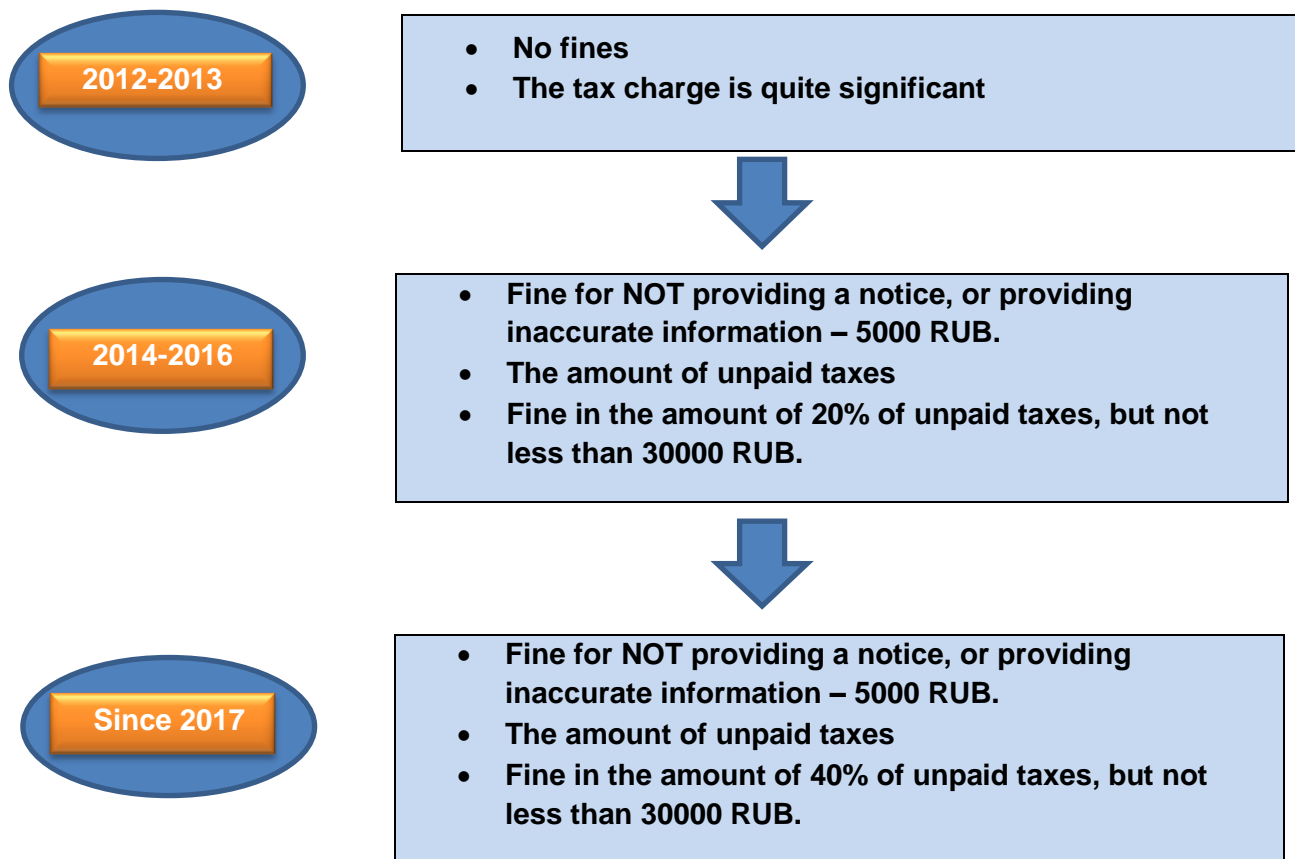 2012-2013
• No fines
• The tax charge is quite significant
2014-2016
• Fine for NOT providing a notice, or providing
inaccurate information – 5000 RUB.
• The amount of unpaid taxes
• Fine in the amount of 20% of unpaid taxes, but not
less than 30000 RUB.
Since 2017
• Fine for NOT providing a notice, or providing
inaccurate information – 5000 RUB.
• The amount of unpaid taxes
• Fine in the amount of 40% of unpaid taxes, but not
less than 30000 RUB.